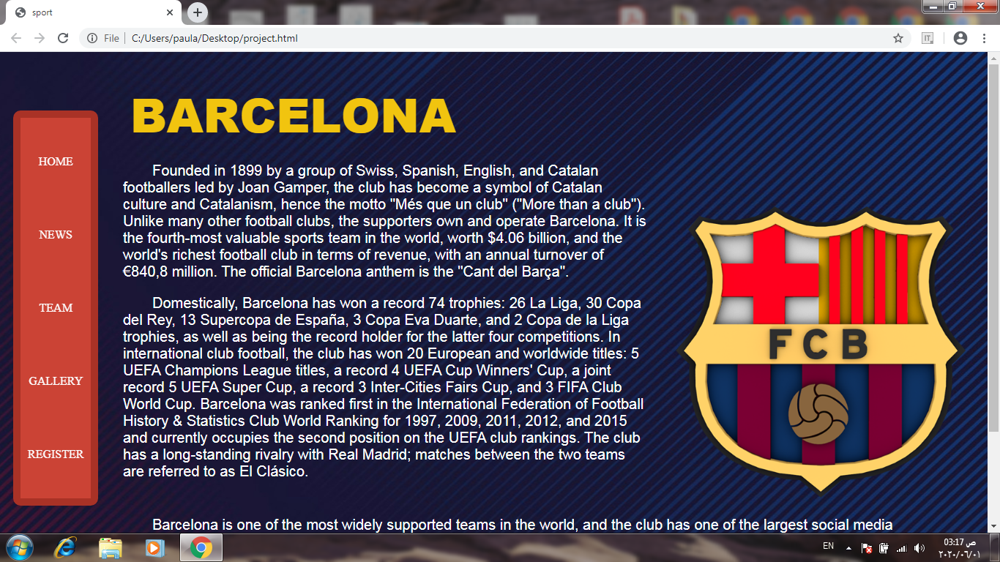 sport
File
C:/Users/paula/Desktop/project.html
BARCELONA
HOME
NEWS
TEAM
GALLERY
REGISTER
Founded in 1899 by a group of Swiss, Spanish, English, and Catalan
footballers led by Joan Gamper, the club has become a symbol of Catalan
culture and Catalanism, hence the motto "Més que un club" ("More than a club").
Unlike many other football clubs, the supporters own and operate Barcelona. It is
the fourth-most valuable sports team in the world, worth $4.06 billion, and the
world's richest football club in terms of revenue, with an annual turnover of
€840,8 million. The official Barcelona anthem is the "Cant del Barça".
Domestically, Barcelona has won a record 74 trophies: 26 La Liga, 30 Copa
del Rey, 13 Supercopa de España, 3 Copa Eva Duarte, and 2 Copa de la Liga
trophies, as well as being the record holder for the latter four competitions. In
international club football, the club has won 20 European and worldwide titles: 5
UEFA Champions League titles, a record 4 UEFA Cup Winners' Cup, a joint
record 5 UEFA Super Cup, a record 3 Inter-Cities Fairs Cup, and 3 FIFA Club
World Cup. Barcelona was ranked first in the International Federation of Football
History & Statistics Club World Ranking for 1997, 2009, 2011, 2012, and 2015
and currently occupies the second position on the UEFA club rankings. The club
has a long-standing rivalry with Real Madrid; matches between the two teams
are referred to as El Clásico.
FCB
Barcelona is one of the most widely supported teams in the world, and the club has one of the largest social media
EN
03:17 ص
٢٠٢٠/٠٦/٠١